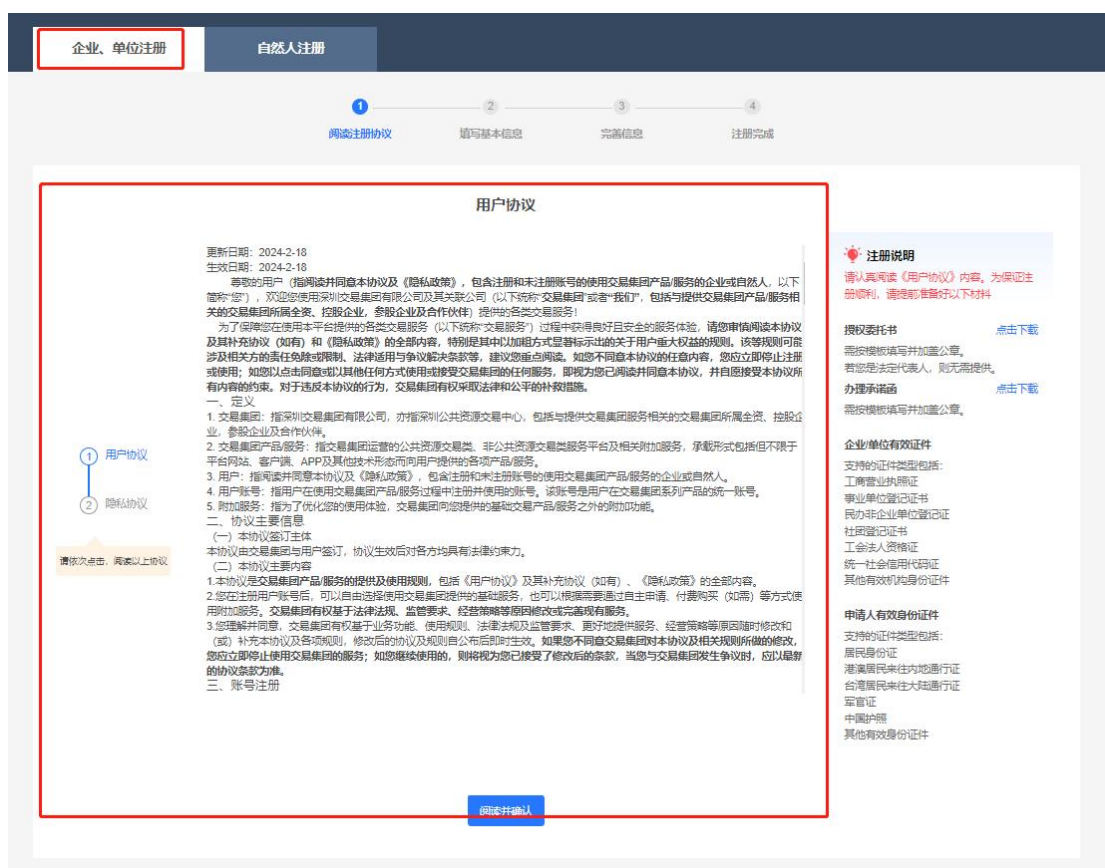 企业、单位注册
自然人注册
1
2
3
4
阅读注册协议
填写基本信息
完善信息
注册完成
用户协议
更新日期：2024-2-18
生效日期：2024-2-18
尊敬的用户（指阅读并同意本协议及《隐私政策》，包含注册和未注册账号的使用交易集团产品/服务的企业或自然人，以下
简称“您”），欢迎您使用深圳交易集团有限公司及其关联公司（以下统称“交易集团”或者“我们”，包括与提供交易集团产品/服务相
关的交易集团所属全资、控股企业，参股企业及合作伙伴）提供的各类交易服务！
为了保障您在使用本平台提供的各类交易服务（以下统称“交易服务”）过程中获得良好且安全的服务体验，请您审慎阅读本协议
及其补充协议（如有）和《隐私政策》的全部内容，特别是其中以加粗方式显著标示出的关于用户重大权益的规则。该等规则可能
涉及相关方的责任免除或限制、法律适用与争议解决条款等，建议您重点阅读。如您不同意本协议的任意内容，您应立即停止注册
或使用；如您以点击同意或以其他任何方式使用或接受交易集团的任何服务，即视为您已阅读并同意本协议，并自愿接受本协议所
有内容的约束。对于违反本协议的行为，交易集团有权采取法律和公平的补救措施。
一、定义
1. 交易集团：指深圳交易集团有限公司，亦指深圳公共资源交易中心，包括与提供交易集团服务相关的交易集团所属全资、控股企
业，参股企业及合作伙伴。
2. 交易集团产品/服务：指交易集团运营的公共资源交易类、非公共资源交易类服务平台及相关附加服务，承载形式包括但不限于
平台网站、客户端、APP及其他技术形态而向用户提供的各项产品/服务。
3. 用户：指阅读并同意本协议及《隐私政策》，包含注册和未注册账号的使用交易集团产品/服务的企业或自然人。
4. 用户账号：指用户在使用交易集团产品/服务过程中注册并使用的账号。该账号是用户在交易集团系列产品的统一账号。
5. 附加服务：指为了优化您的使用体验，交易集团向您提供的基础交易产品/服务之外的附加功能。
二、协议主要信息
（一）本协议签订主体
本协议由交易集团与用户签订，协议生效后对各方均具有法律约束力。
（二）本协议主要内容
1.本协议是交易集团产品/服务的提供及使用规则，包括《用户协议》及其补充协议（如有）、《隐私政策》的全部内容。
2.您在注册用户账号后，可以自由选择使用交易集团提供的基础服务，也可以根据需要通过自主申请、付费购买（如需）等方式使
用附加服务。交易集团有权基于法律法规、监管要求、经营策略等原因修改或完善现有服务。
3.您理解并同意，交易集团有权基于业务功能、使用规则、法律法规及监管要求、更好地提供服务、经营策略等原因随时修改和
（或）补充本协议及各项规则，修改后的协议及规则自公布后即时生效。如果您不同意交易集团对本协议及相关规则所做的修改，
您应立即停止使用交易集团的服务；如您继续使用的，则将视为您已接受了修改后的条款，当您与交易集团发生争议时，应以最新
的协议条款为准。
三、账号注册
1 用户协议
2 隐私协议
请依次点击，阅读以上协议
阅读并确认
注册说明
请认真阅读《用户协议》内容。为保证注
册顺利，请提前准备好以下材料
授权委托书 点击下载
需按模板填写并加盖公章。
若您是法定代表人，则无需提供。
办理承诺函 点击下载
需按模板填写并加盖公章。
企业/单位有效证件
支持的证件类型包括：
工商营业执照证
事业单位登记证书
民办非企业单位登记证
社团登记证书
工会法人资格证
统一社会信用代码证
其他有效机构身份证件
申请人有效身份证件
支持的证件类型包括：
居民身份证
港澳居民来往内地通行证
台湾居民来往大陆通行证
军官证
中国护照
其他有效身份证件